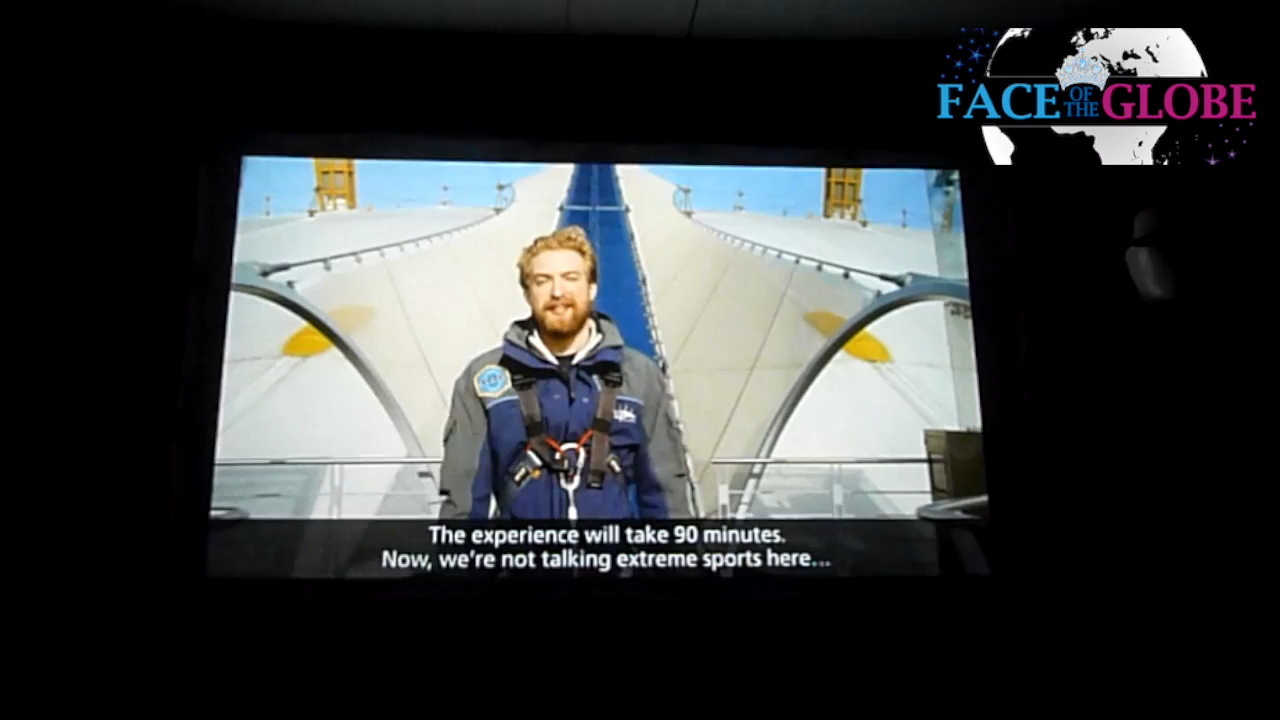 FACE OF THE GLOBE
The experience will take 90 minutes.
Now, we're not talking extreme sports here...